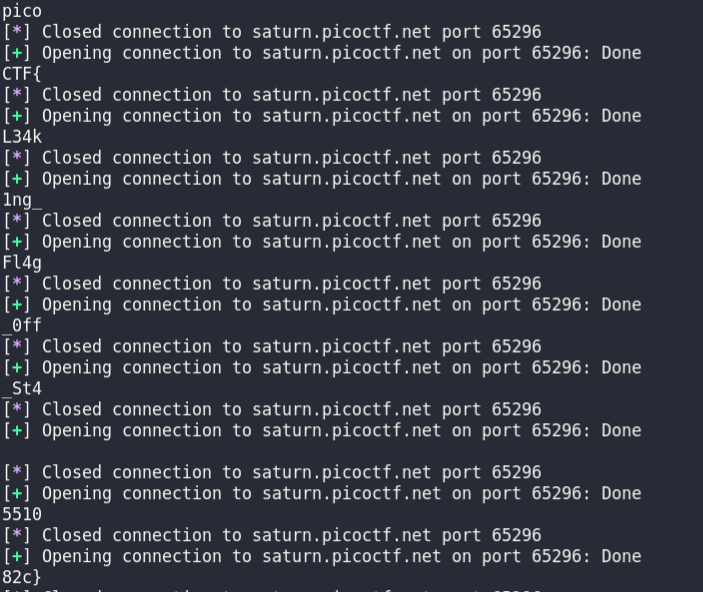 pico
[*] Closed connection to saturn.picoctf.net port 65296
[+] Opening connection to saturn.picoctf.net on port 65296: Done
CTF{
[*] Closed connection to saturn.picoctf.net port 65296
[+] Opening connection to saturn.picoctf.net on port 65296: Done
L34k
[*] Closed connection to saturn.picoctf.net port 65296
[+] Opening connection to saturn.picoctf.net on port 65296: Done
1ng_
[*] Closed connection to saturn.picoctf.net port 65296
[+] Opening connection to saturn.picoctf.net on port 65296: Done
Fl4g
[*] Closed connection to saturn.picoctf.net port 65296
[+] Opening connection to saturn.picoctf.net on port 65296: Done
_0ff
[*] Closed connection to saturn.picoctf.net port 65296
[+] Opening connection to saturn.picoctf.net on port 65296: Done
_St4
[*] Closed connection to saturn.picoctf.net port 65296
[+] Opening connection to saturn.picoctf.net on port 65296: Done
[*] Closed connection to saturn.picoctf.net port 65296
[+] Opening connection to saturn.picoctf.net on port 65296: Done
5510
[*] Closed connection to saturn.picoctf.net port 65296
[+] Opening connection to saturn.picoctf.net on port 65296: Done
82c}